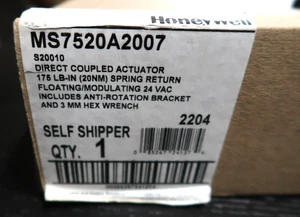 Honeywell
MS7520A2007
S20010
DIRECT COUPLED ACTUATOR
175 LB-IN (20NM) SPRING RETURN
FLOATING/MODULATING 24 VAC
INCLUDES ANTI-ROTATION BRACKET
AND 3 MM HEX WRENCH
2204
SELF SHIPPER
QTY. 1